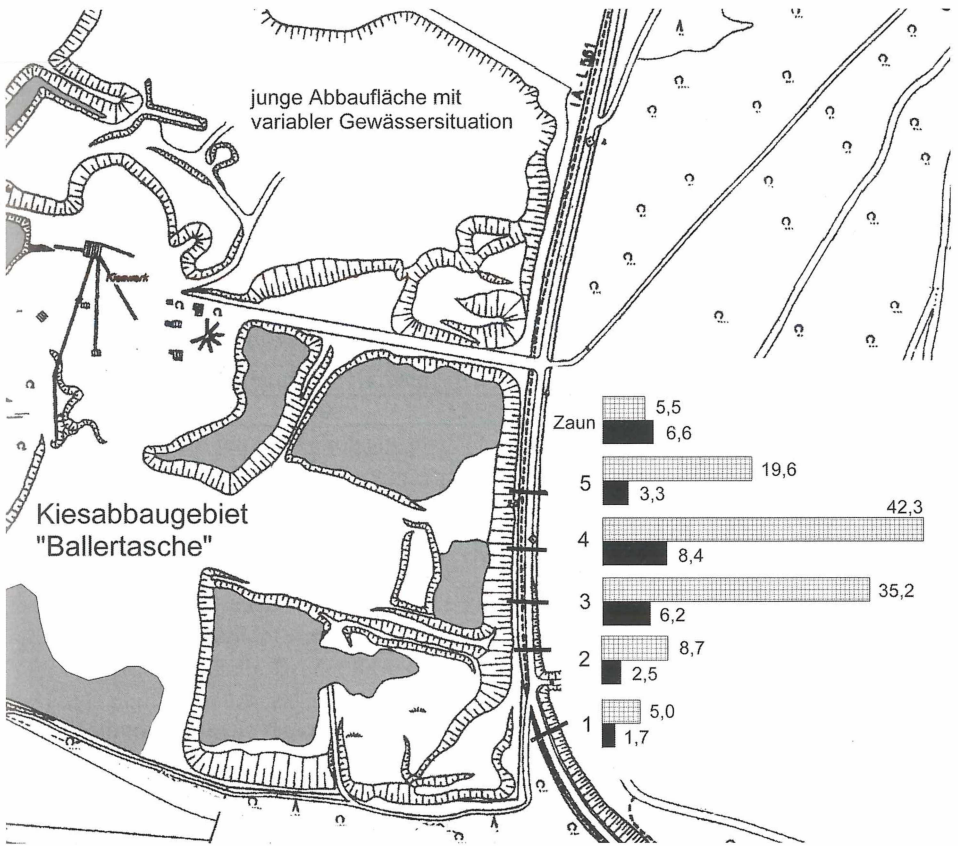 junge Abbaufläche mit
variabler Gewässersituation
I A - L 561
4
Kieswerk
Kiesabbaugebiet
"Ballertasche"
Zaun
5,5
6,6
5
19,6
3,3
4
42,3
8,4
3
35,2
6,2
2
8,7
2,5
1
5,0
1,7